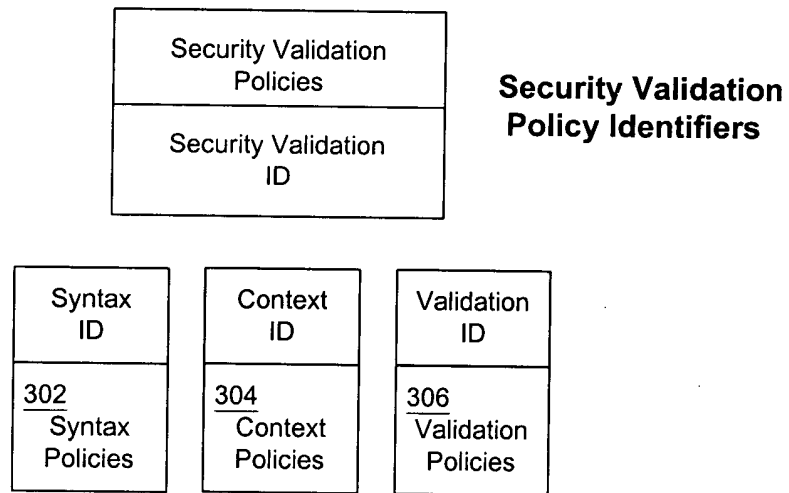 Security Validation
Policies
Security Validation
ID
Security Validation
Policy Identifiers
Syntax
ID
302
Syntax
Policies
Context
ID
304
Context
Policies
Validation
ID
306
Validation
Policies